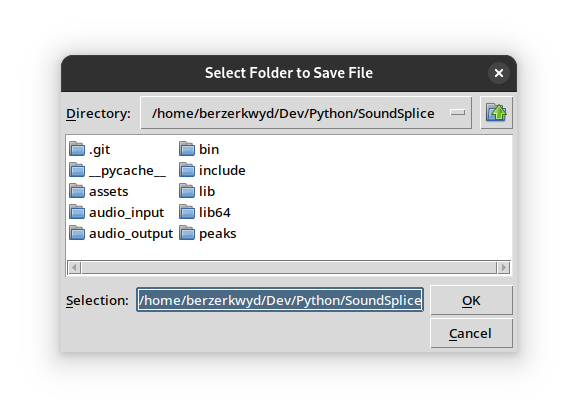 Select Folder to Save File
Directory: /home/berzerkwyd/Dev/Python/SoundSplice
.git bin
__pycache__ include
assets lib
audio_input lib64
audio_output peaks
Selection: /home/berzerkwyd/Dev/Python/SoundSplice OK
Cancel